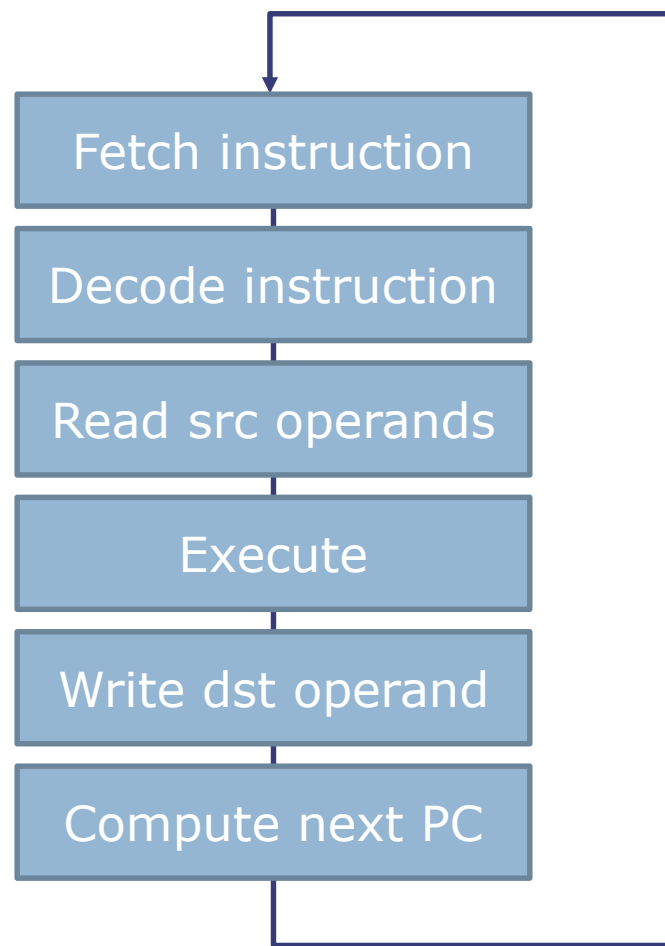 Fetch instruction
Decode instruction
Read src operands
Execute
Write dst operand
Compute next PC